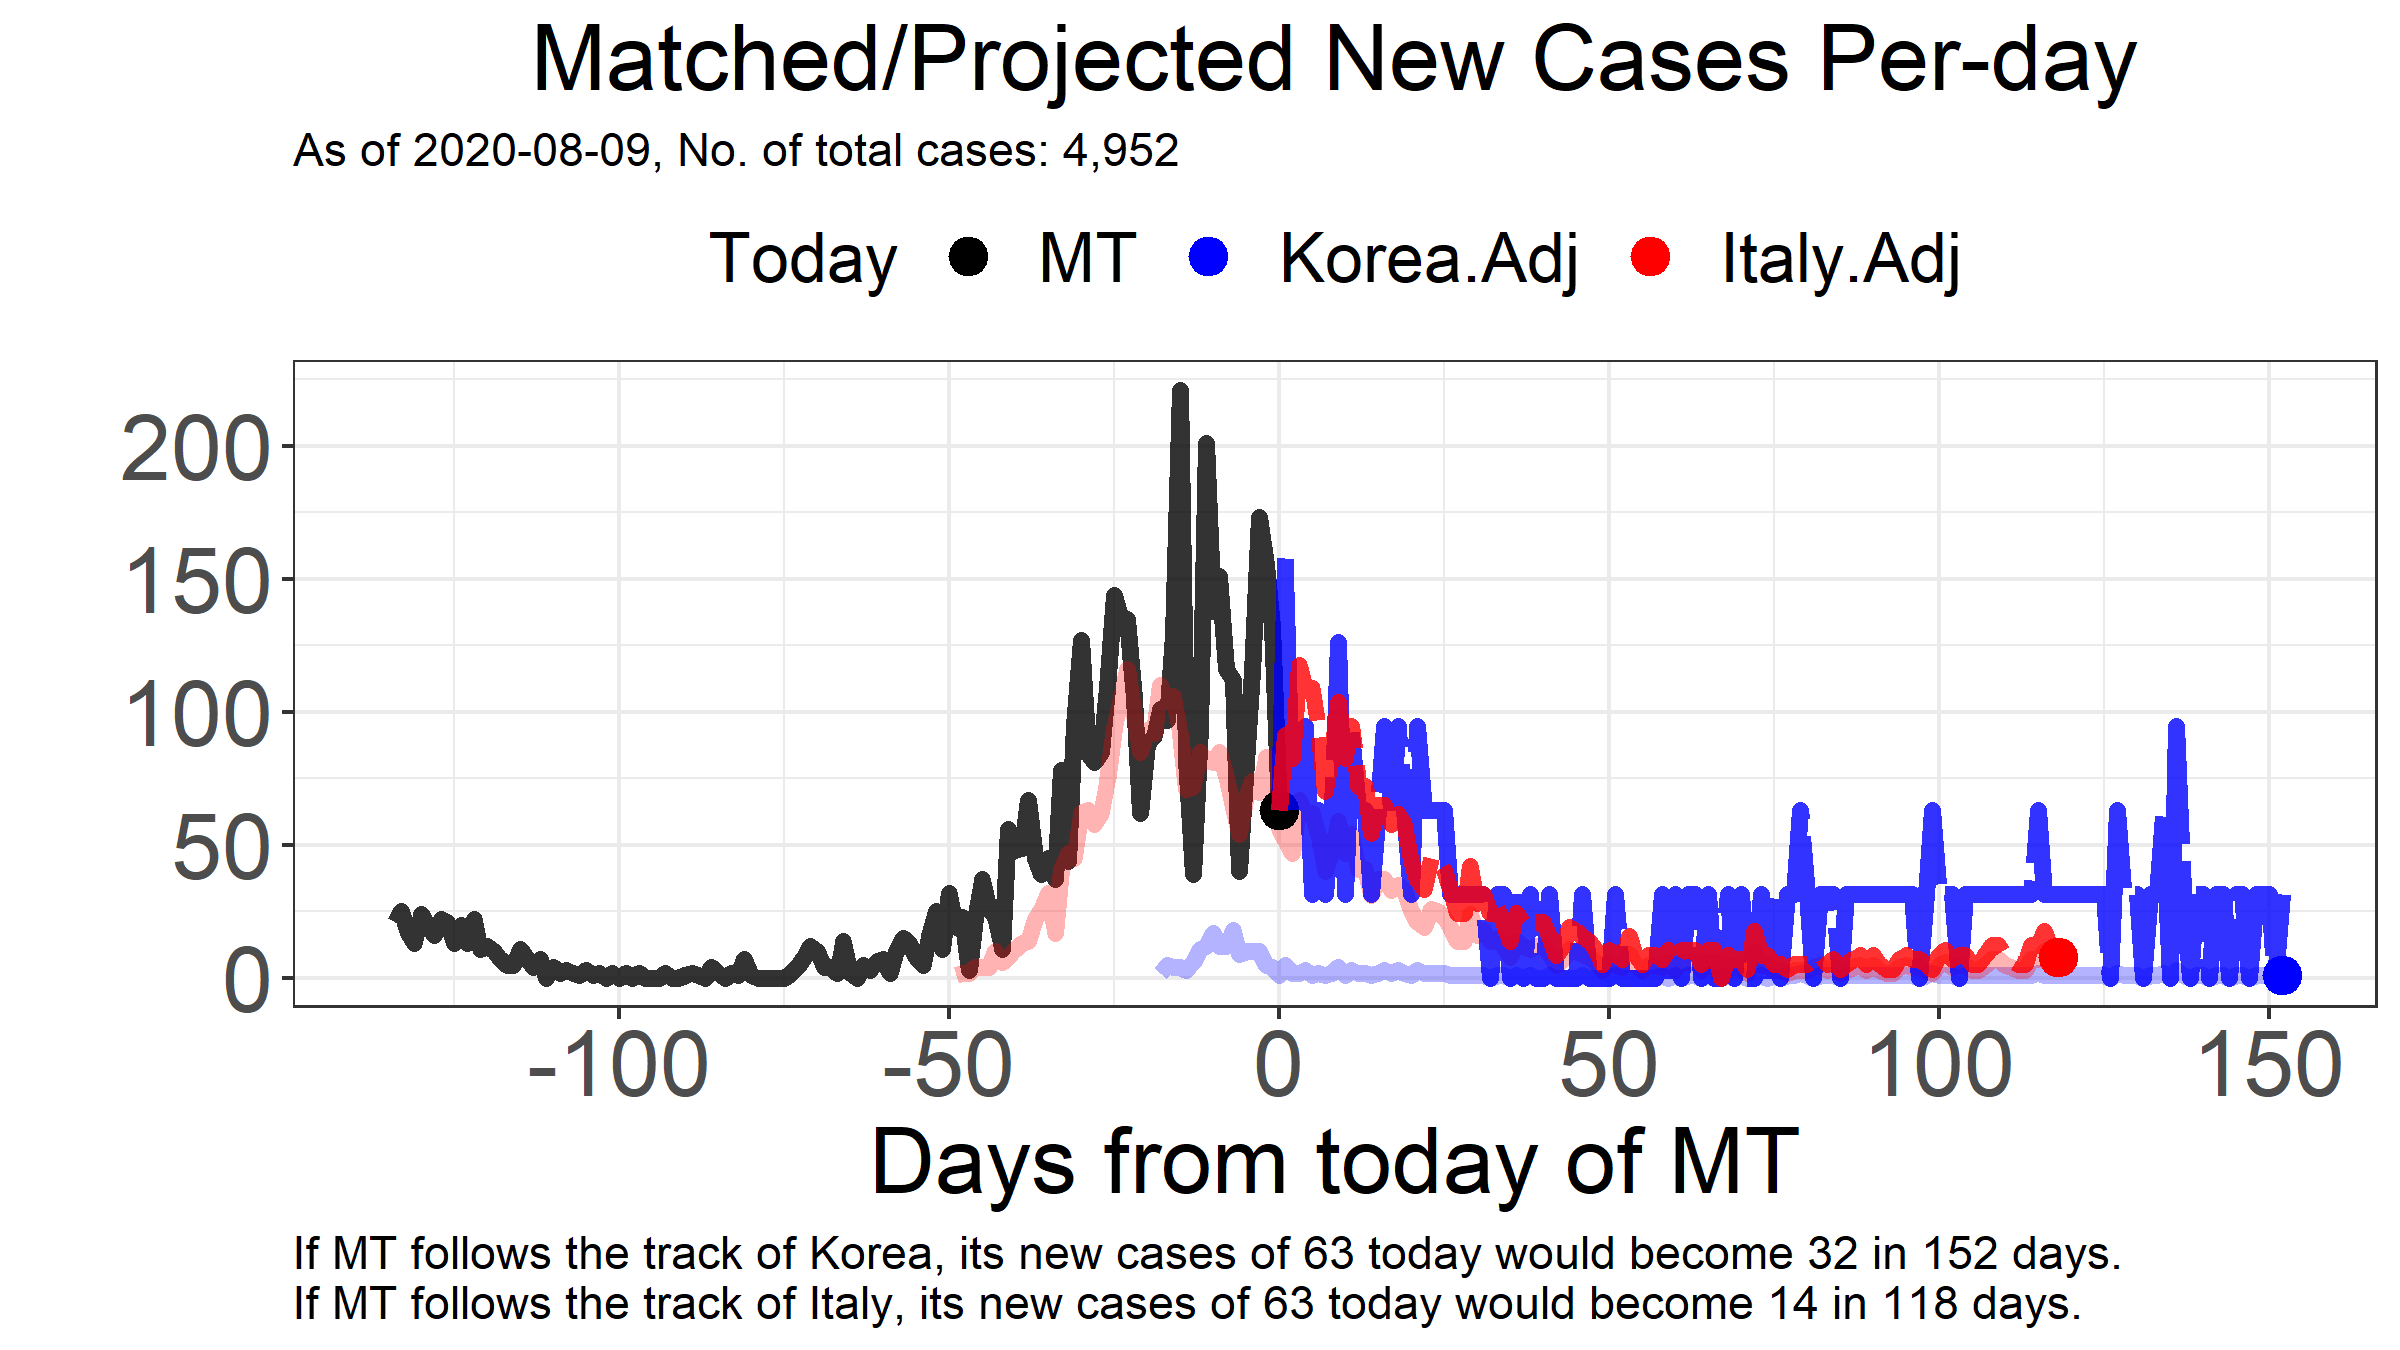 Matched/Projected New Cases Per-day
As of 2020-08-09, No. of total cases: 4,952
Today MT Korea.Adj Italy.Adj
200
150
100
50
0
-100 -50 0 50 100 150
Days from today of MT
If MT follows the track of Korea, its new cases of 63 today would become 32 in 152 days.
If MT follows the track of Italy, its new cases of 63 today would become 14 in 118 days.